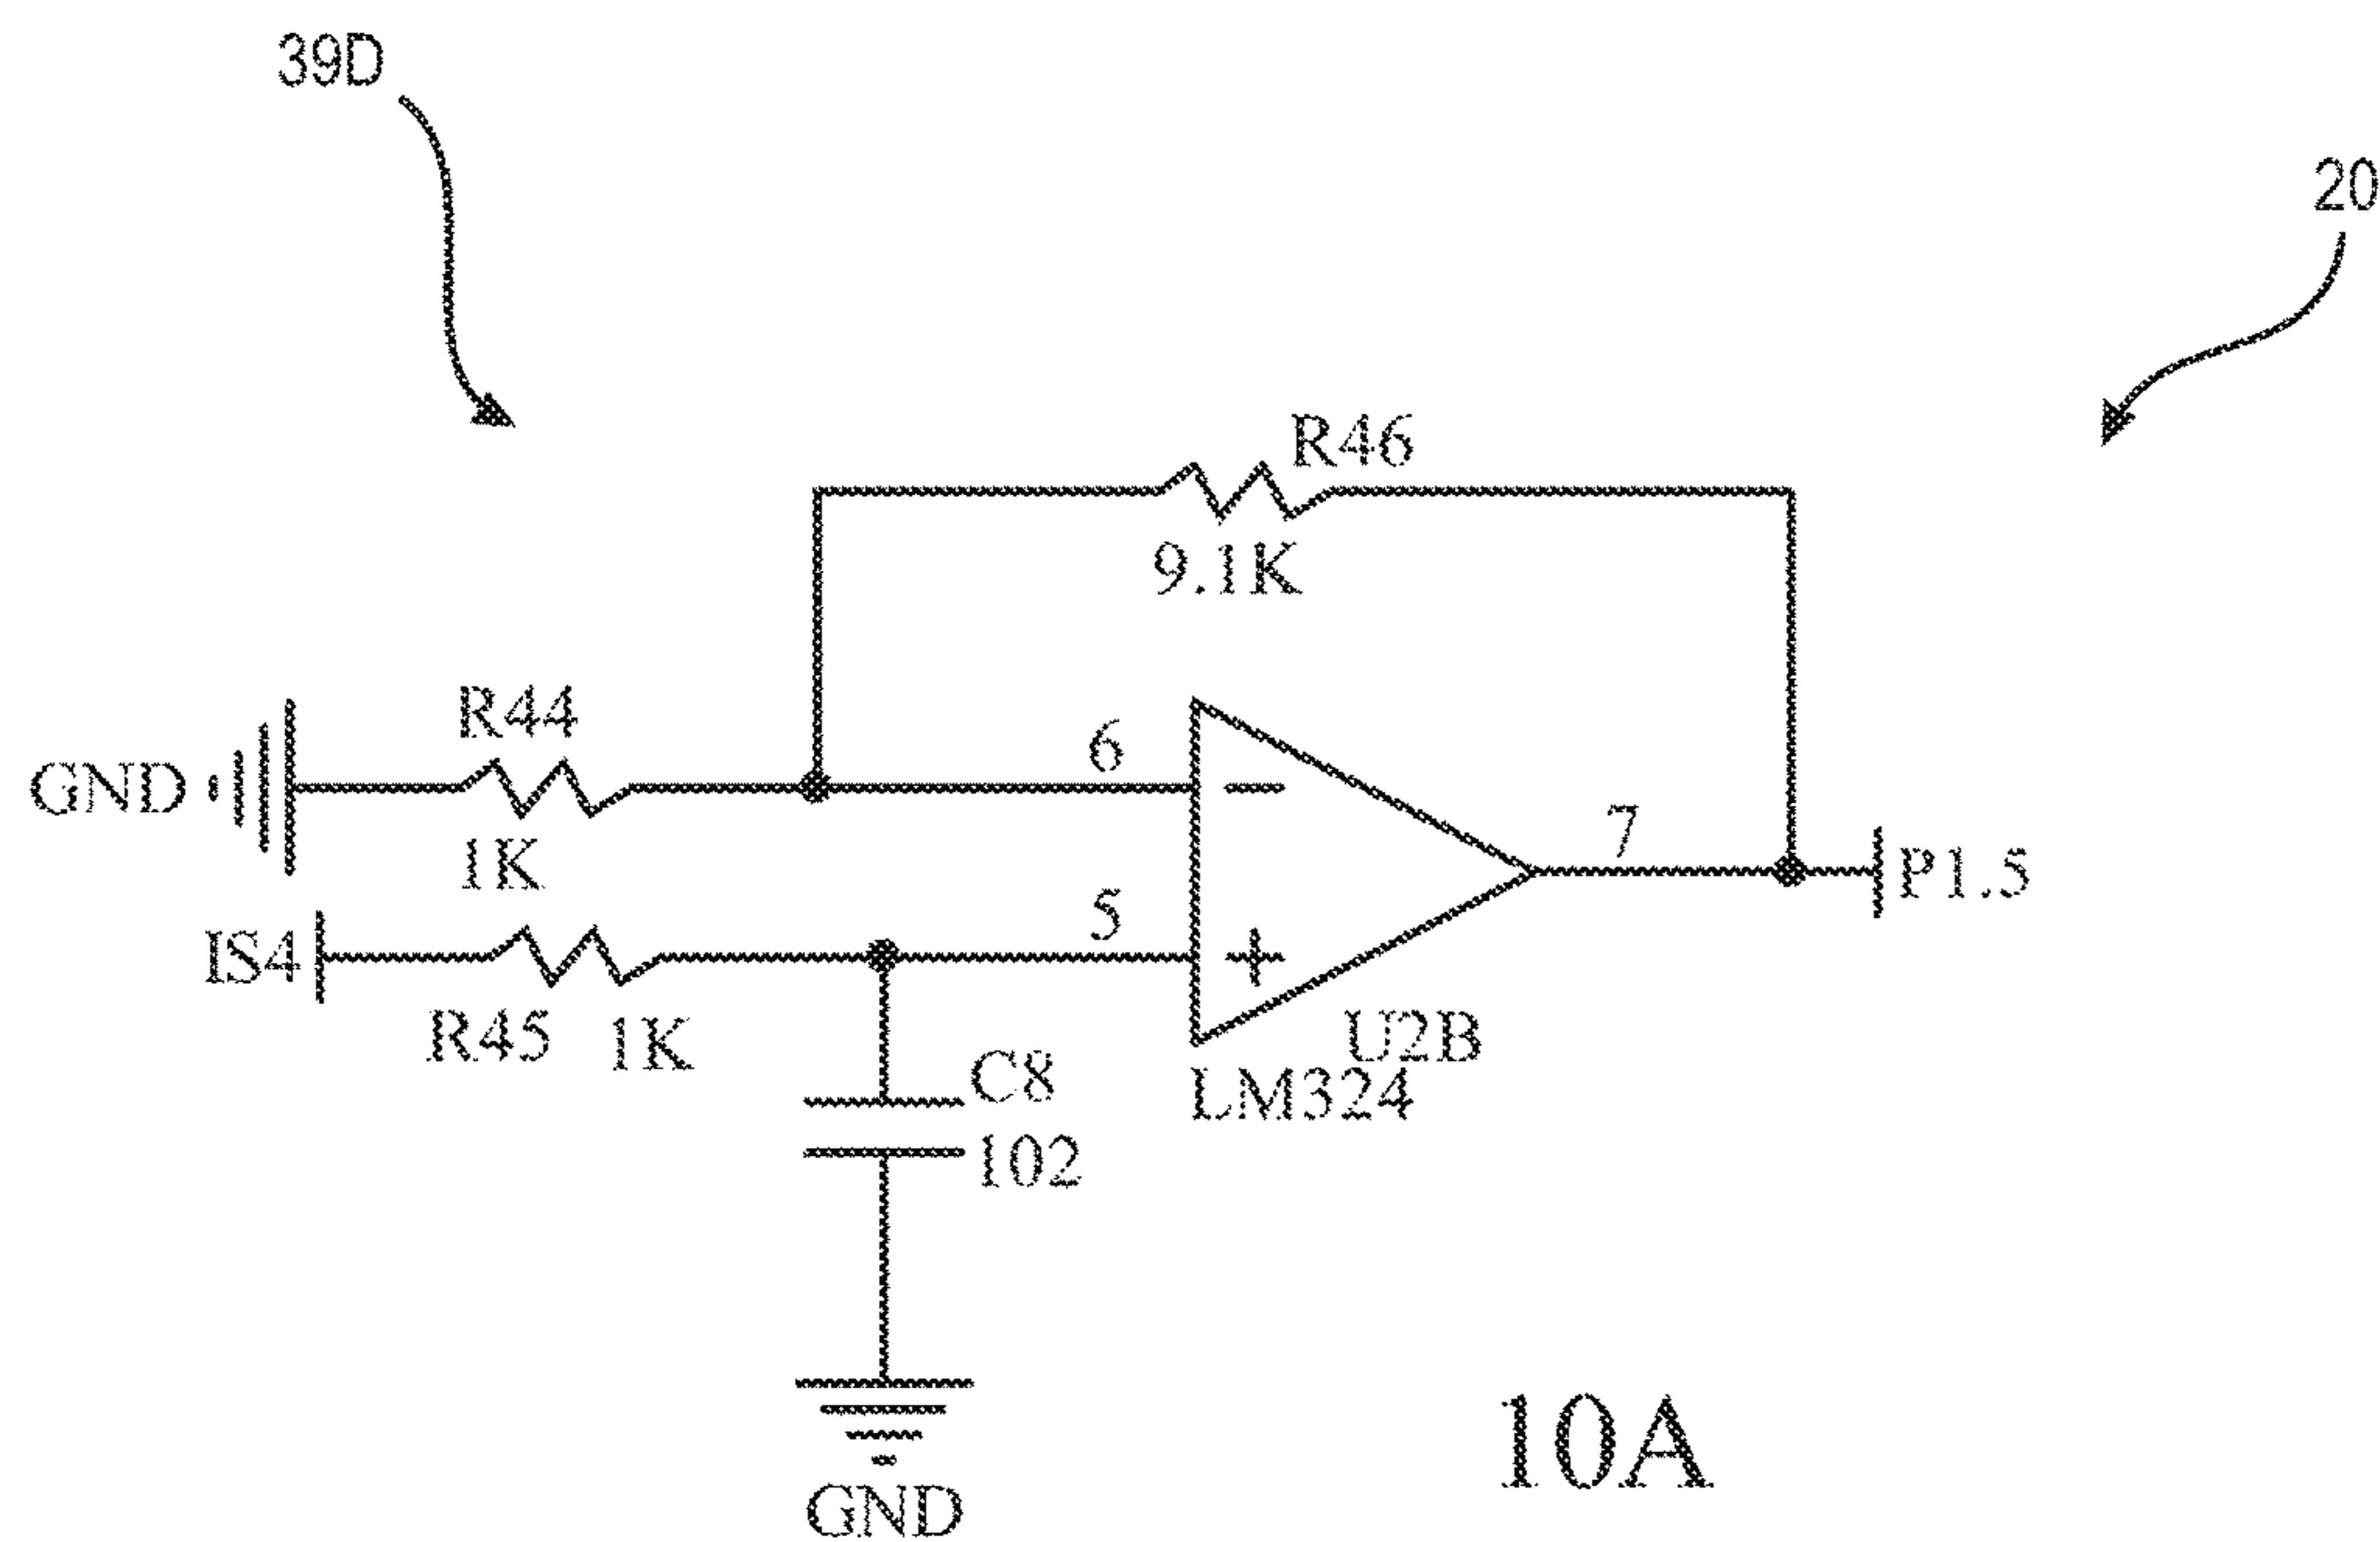 39D
20
R46
9.1K
R44
6
GND
7
1K
P1.5
5
IS4
R45
1K
U2B
C8
LM324
102
10A
GND